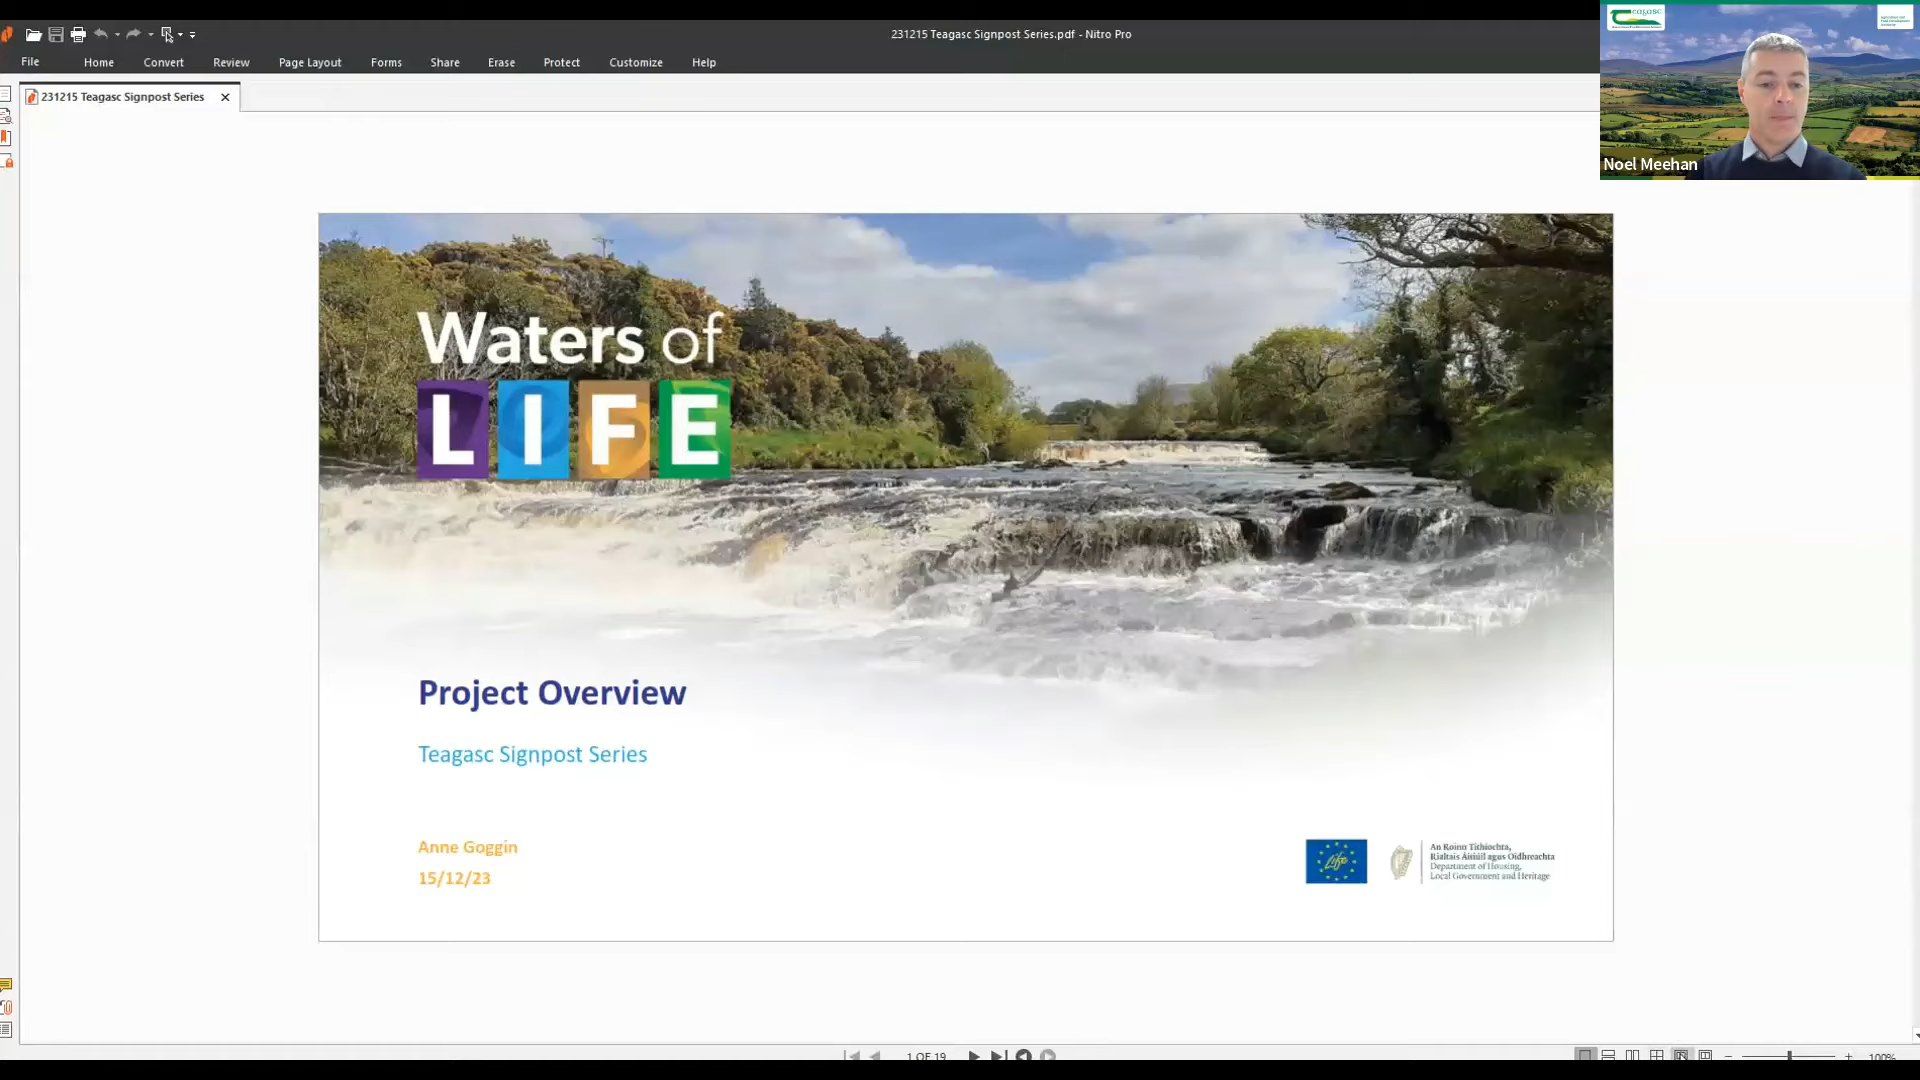 231215 Teagasc Signpost Series.pdf - Nitro Pro
File
Home
Convert
Review
Page Layout
Forms
Share
Erase
Protect
Customize
Help
231215 Teagasc Signpost Series
Noel Meehan
Waters of
LIFE
Project Overview
Teagasc Signpost Series
Anne Goggin
15/12/23
Life
An Roinn Tithíochta,
Rialtais Áitiúil agus Oidhreachta
Department of Housing,
Local Government and Heritage
1 OF 19
100%